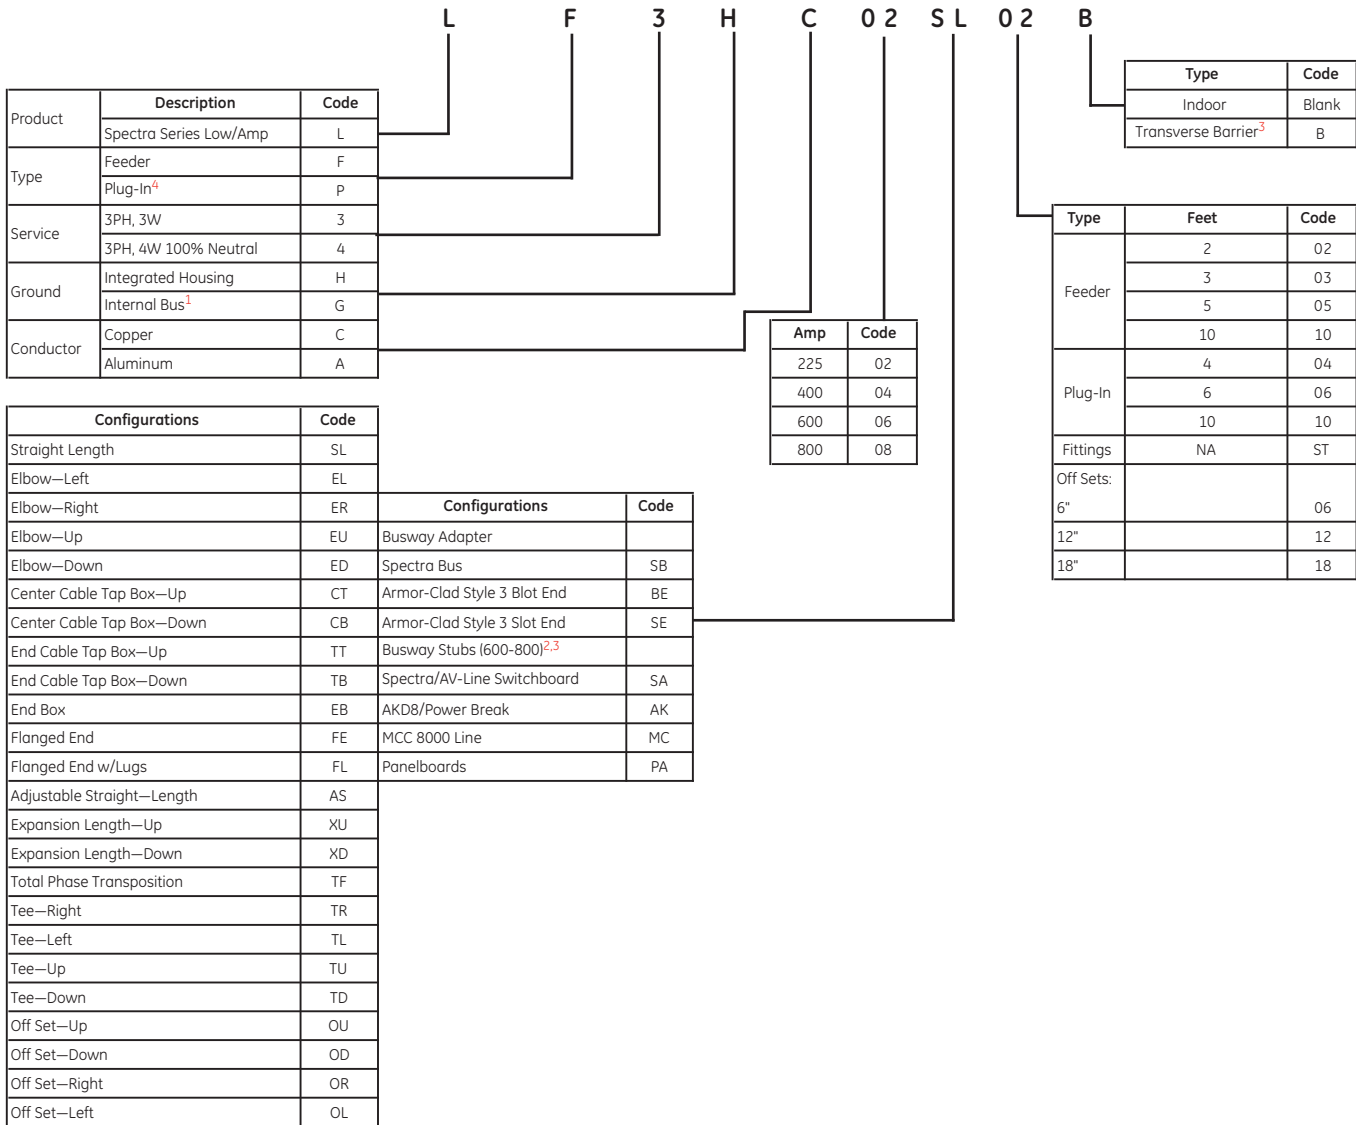 L F 3 H C 0 2 S L 0 2 B
Product Description Code
Spectra Series Low/Amp L
Type Feeder F
Plug-In4 P
Service 3PH, 3W 3
3PH, 4W 100% Neutral 4
Ground Integrated Housing H
Internal Bus1 G
Conductor Copper C
Aluminum A
Configurations Code
Straight Length SL
Elbow—Left EL
Elbow—Right ER
Elbow—Up EU
Elbow—Down ED
Center Cable Tap Box—Up CT
Center Cable Tap Box—Down CB
End Cable Tap Box—Up TT
End Cable Tap Box—Down TB
End Box EB
Flanged End FE
Flanged End w/Lugs FL
Adjustable Straight—Length AS
Expansion Length—Up XU
Expansion Length—Down XD
Total Phase Transposition TF
Tee—Right TR
Tee—Left TL
Tee—Up TU
Tee—Down TD
Off Set—Up OU
Off Set—Down OD
Off Set—Right OR
Off Set—Left OL
Configurations Code
Busway Adapter
Spectra Bus SB
Armor-Clad Style 3 Blot End BE
Armor-Clad Style 3 Slot End SE
Busway Stubs (600-800)2,3
Spectra/AV-Line Switchboard SA
AKD8/Power Break AK
MCC 8000 Line MC
Panelboards PA
Amp Code
225 02
400 04
600 06
800 08
Type Code
Indoor Blank
Transverse Barrier3 B
Type Feet Code
Feeder 2 02
3 03
5 05
10 10
Plug-In 4 04
6 06
10 10
Fittings NA ST
Off Sets:
6" 06
12" 12
18" 18